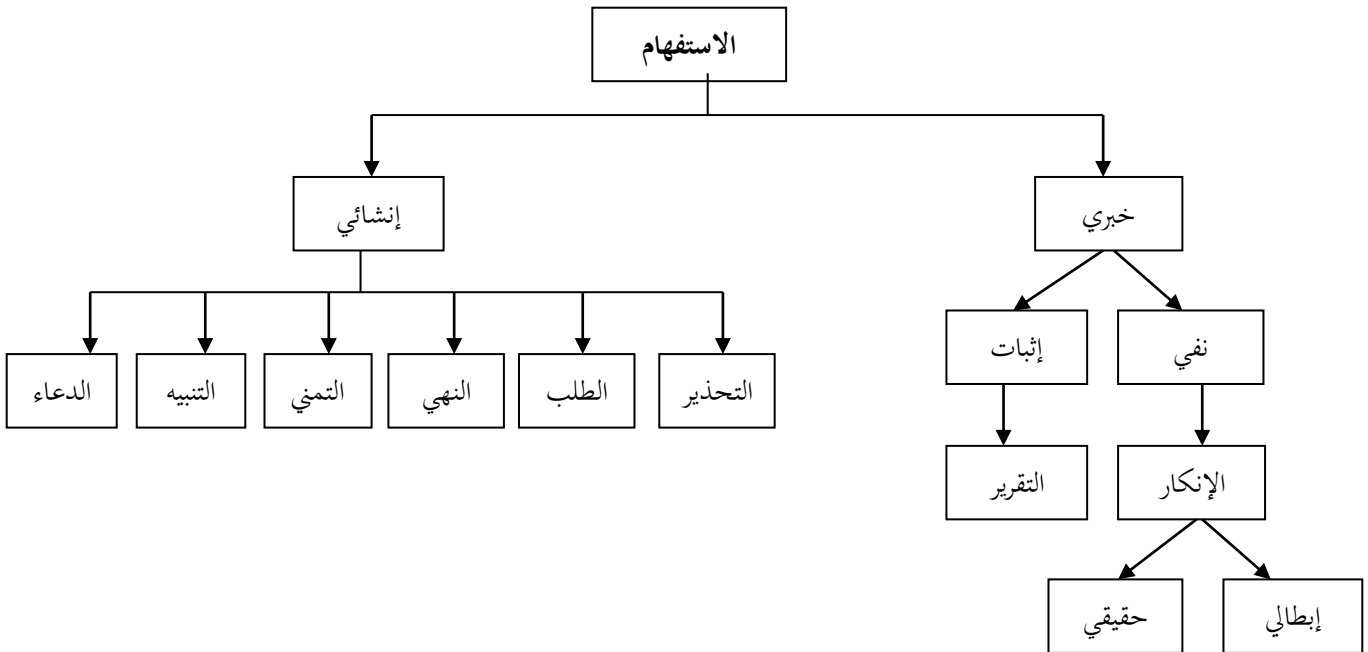 الاستفهام
خبري
إنشائي
نفي
إثبات
التحذير
الطلب
النهي
التمني
التنبيه
الدعاء
الإنكار
التقرير
إبطالي
حقيقي